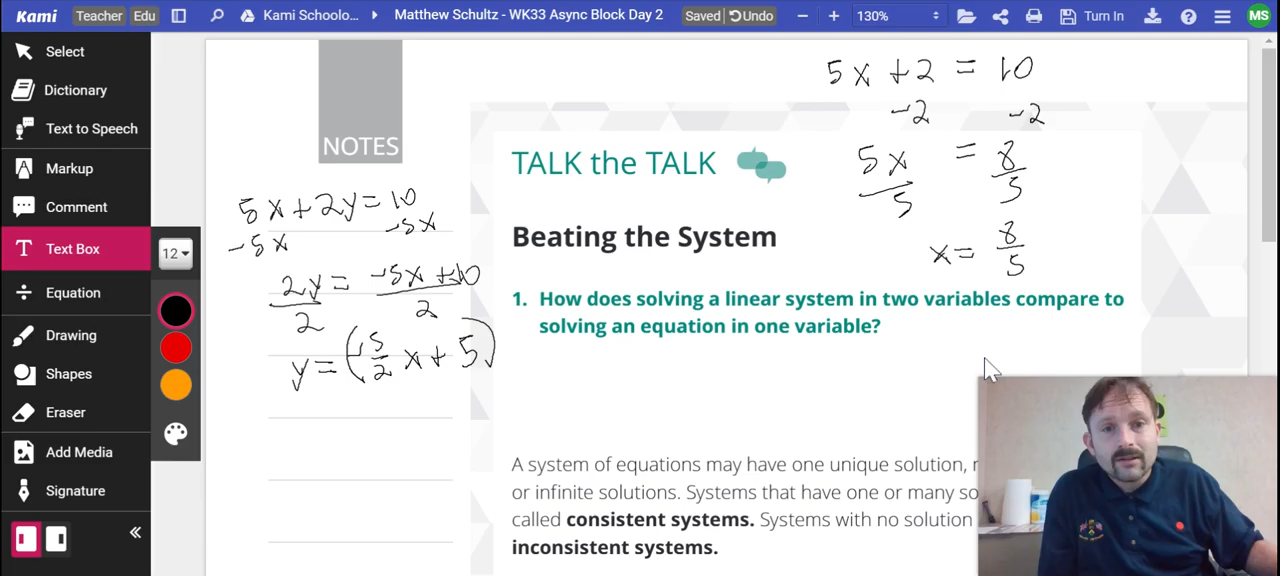 Kami Teacher Edu Kami Schoolo... Matthew Schultz - WK33 Async Block Day 2 Saved Undo − + 130% Turn In ? MS
Select
Dictionary
Text to Speech
Markup
Comment
Text Box 12
Equation
Drawing
Shapes
Eraser
Add Media
Signature
NOTES
5x+2y=10
-5x -5x
2y = -5x+10
2 2
y=(-5/2 x+5)
5x+2 = 10
-2 -2
5x = 8
5 5
x= 8/5
TALK the TALK
Beating the System
1. How does solving a linear system in two variables compare to
solving an equation in one variable?
A system of equations may have one unique solution,
or infinite solutions. Systems that have one or many so
called consistent systems. Systems with no solution
inconsistent systems.